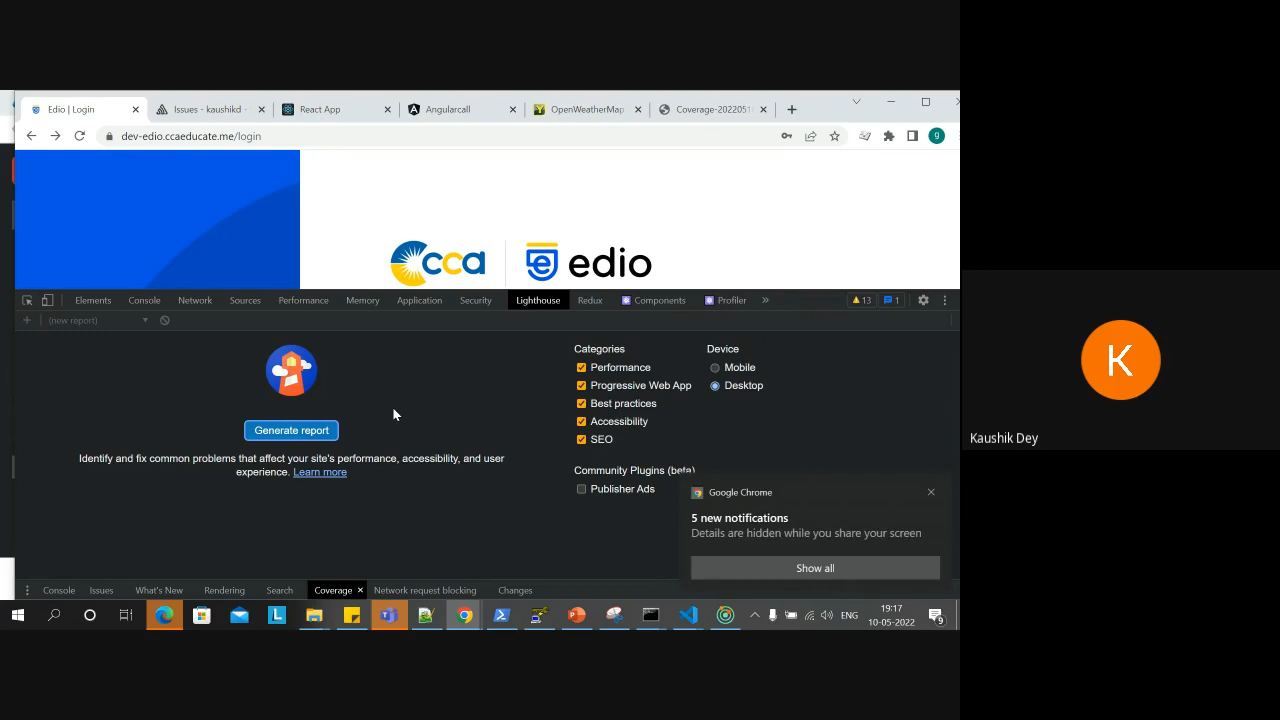 Edio | Login
Issues - kaushikd -
React App
Angularcall
OpenWeatherMap
Coverage-2022051
dev-edio.ccaeducate.me/login
g
cca edio
Elements Console Network Sources Performance Memory Application Security Lighthouse Redux Components Profiler » 13 1
(new report)
Generate report
Identify and fix common problems that affect your site's performance, accessibility, and user
experience. Learn more
Categories
Performance
Progressive Web App
Best practices
Accessibility
SEO
Device
Mobile
Desktop
Community Plugins (beta)
Publisher Ads
Google Chrome
5 new notifications
Details are hidden while you share your screen
Show all
Console Issues What's New Rendering Search Coverage Network request blocking Changes
L
ENG
19:17
10-05-2022
9
K
Kaushik Dey